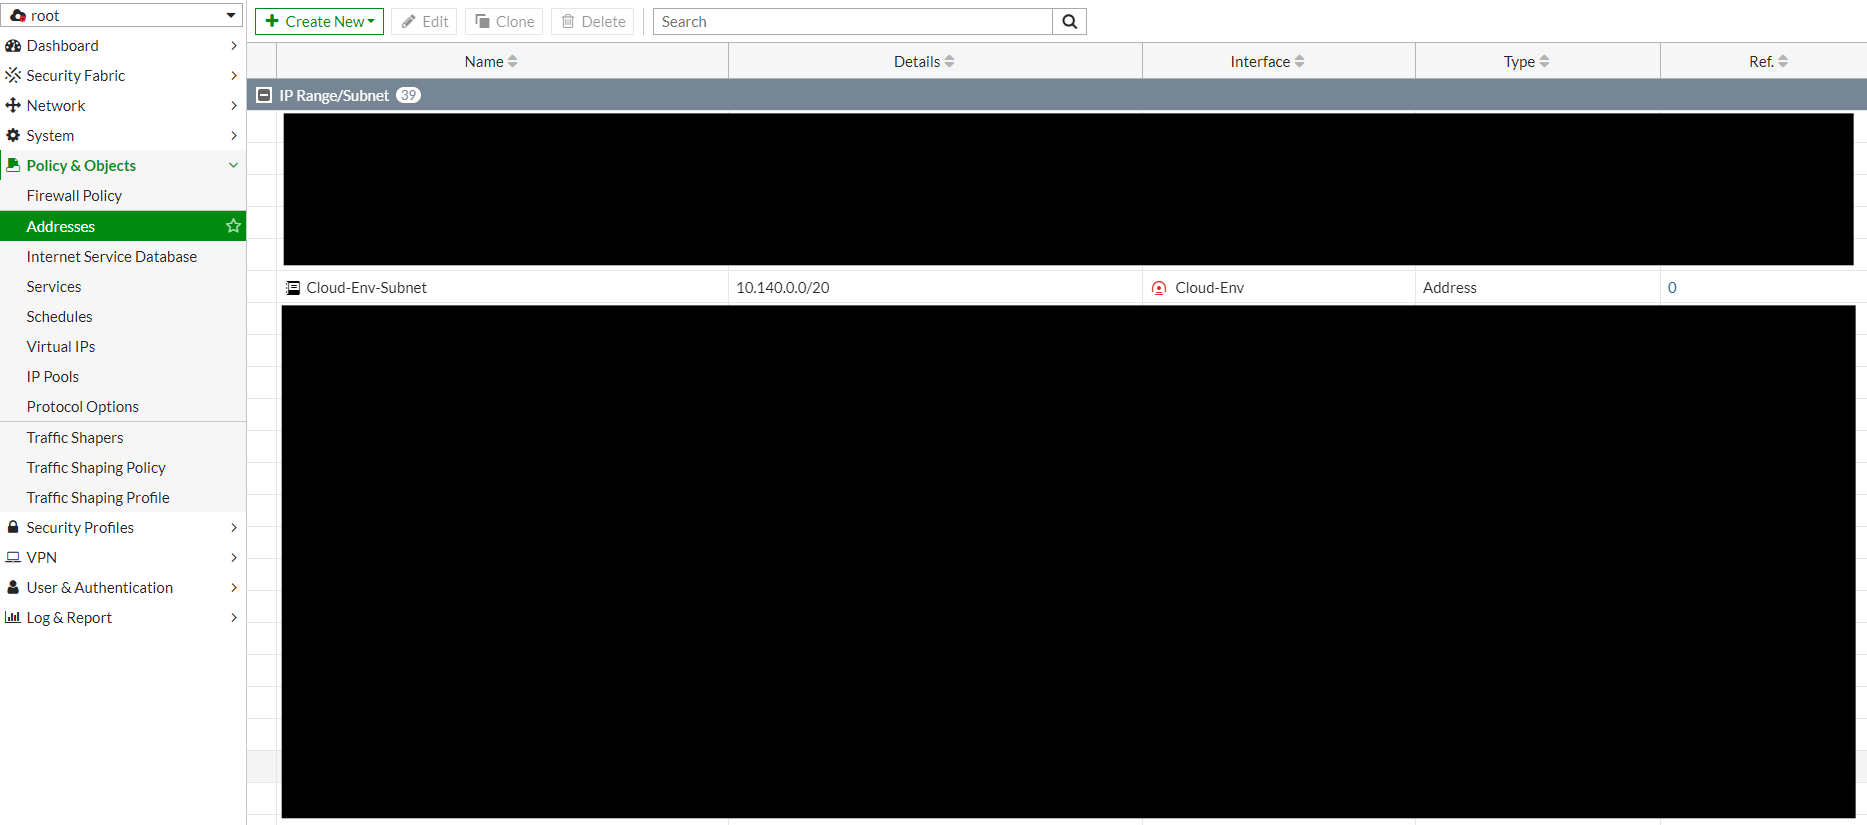 root
Dashboard
Security Fabric
Network
System
Policy & Objects
Firewall Policy
Addresses
Internet Service Database
Services
Schedules
Virtual IPs
IP Pools
Protocol Options
Traffic Shapers
Traffic Shaping Policy
Traffic Shaping Profile
Security Profiles
VPN
User & Authentication
Log & Report
Create New Edit Clone Delete Search
Name Details Interface Type Ref.
IP Range/Subnet 39
Cloud-Env-Subnet 10.140.0.0/20 Cloud-Env Address 0